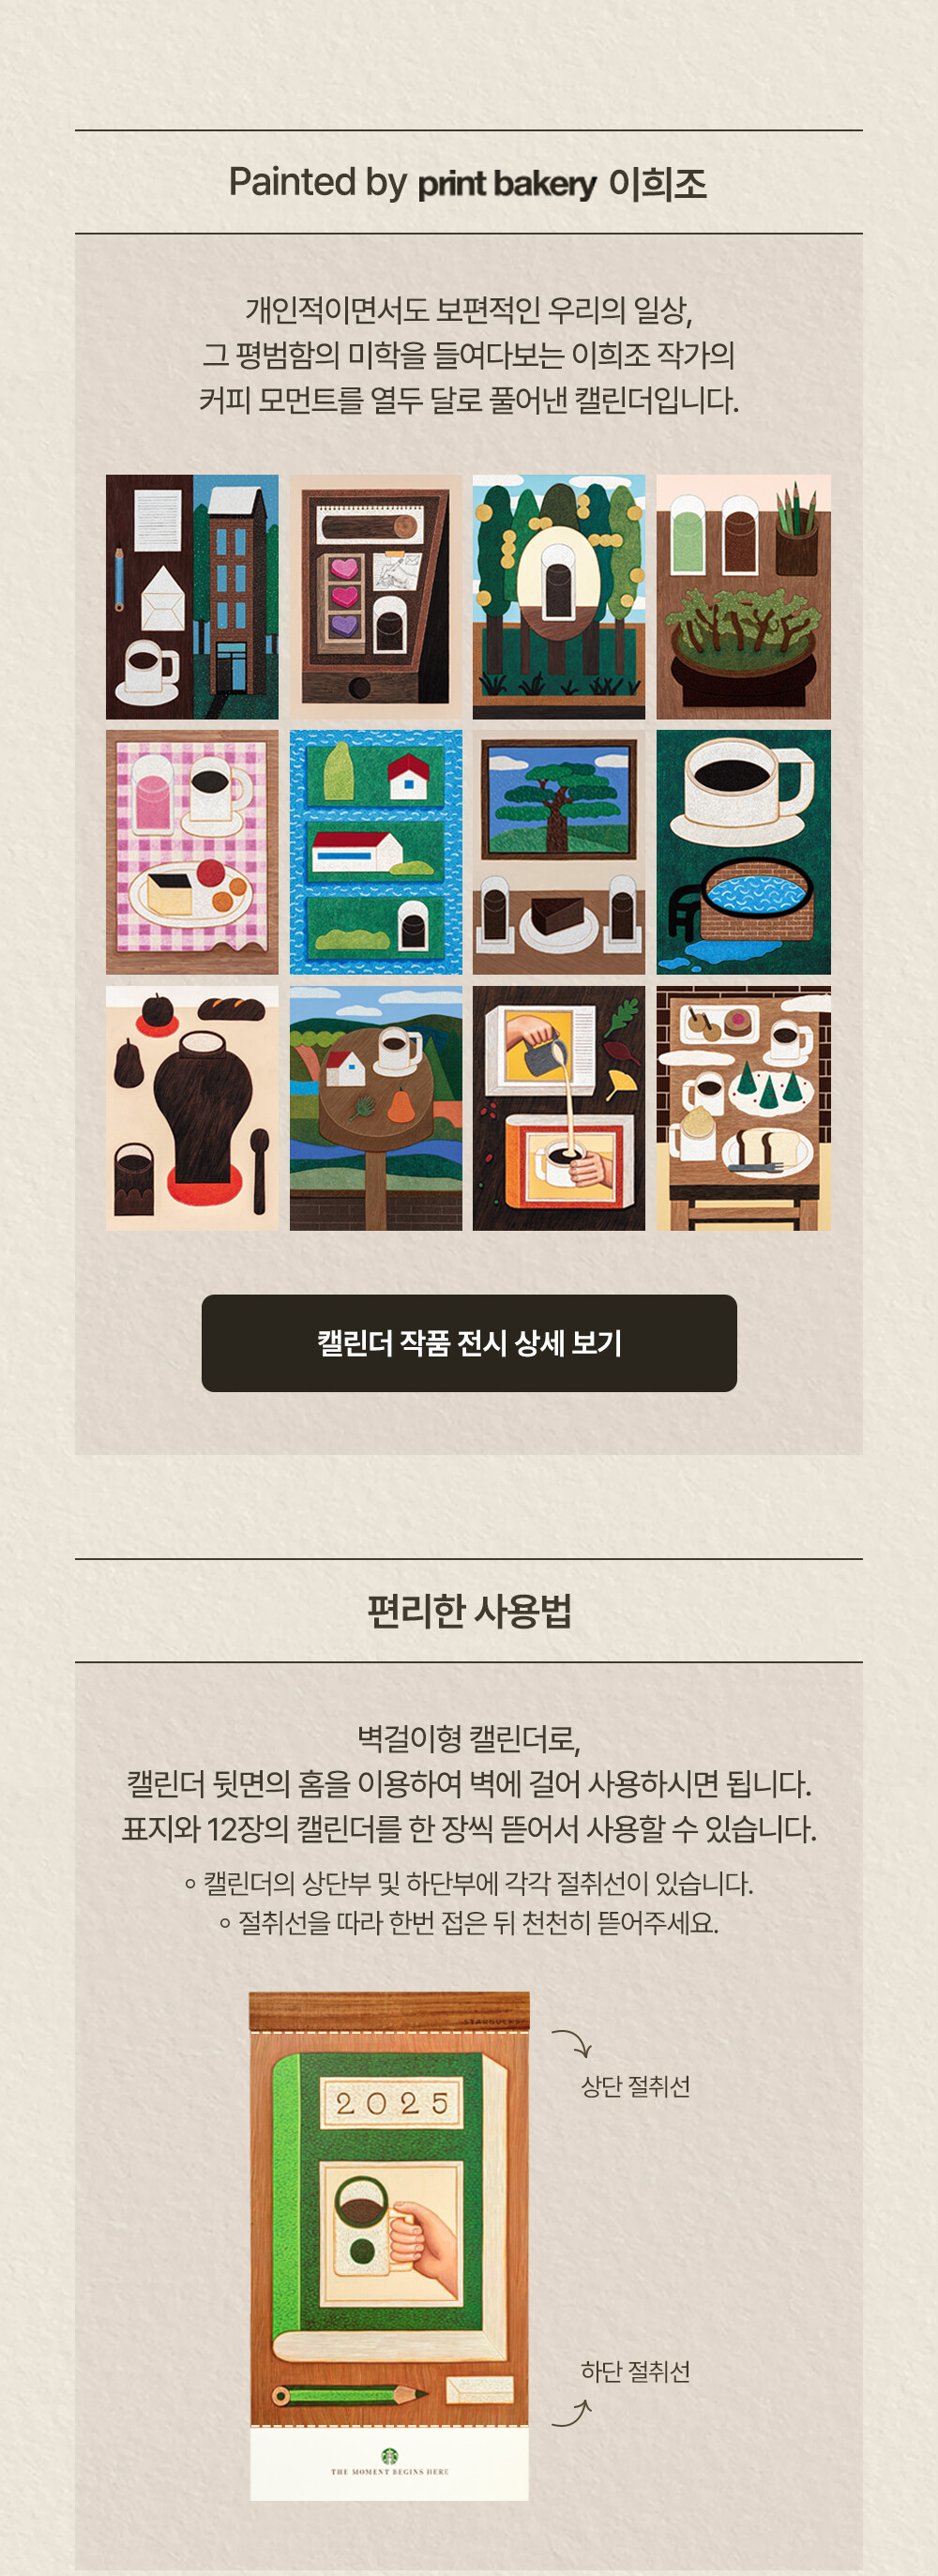 Painted by print bakery 이희조
개인적이면서도 보편적인 우리의 일상,
그 평범함의 미학을 들여다보는 이희조 작가의
커피 모먼트를 열두 달로 풀어낸 캘린더입니다.
캘린더 작품 전시 상세 보기
편리한 사용법
벽걸이형 캘린더로,
캘린더 뒷면의 홈을 이용하여 벽에 걸어 사용하시면 됩니다.
표지와 12장의 캘린더를 한 장씩 뜯어서 사용할 수 있습니다.
◦ 캘린더의 상단부 및 하단부에 각각 절취선이 있습니다.
◦ 절취선을 따라 한번 접은 뒤 천천히 뜯어주세요.
STARBUCKS
상단 절취선
2025
하단 절취선
THE MOMENT BEGINS HERE